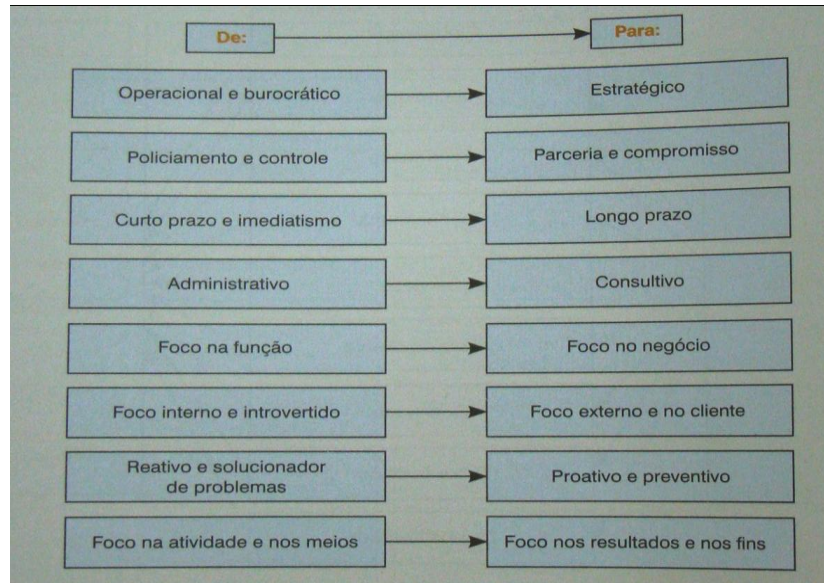 De:
Para:
Operacional e burocrático
Estratégico
Policiamento e controle
Parceria e compromisso
Curto prazo e imediatismo
Longo prazo
Administrativo
Consultivo
Foco na função
Foco no negócio
Foco interno e introvertido
Foco externo e no cliente
Reativo e solucionador
de problemas
Proativo e preventivo
Foco na atividade e nos meios
Foco nos resultados e nos fins